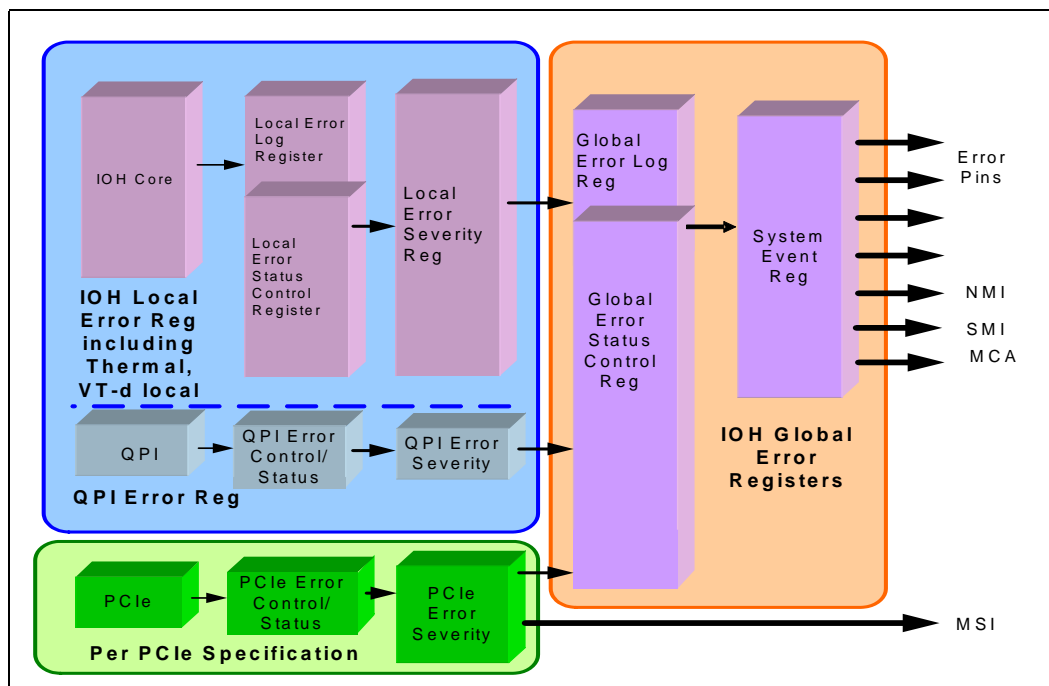 IOH Core
Local Error
Log
Register
Local
Error
Status
Control
Register
Local
Error
Severity
Reg
IOH Local
Error Reg
including
Thermal,
VT-d local
QPI
QPI Error
Control/
Status
QPI Error
Severity
QPI Error Reg
PCIe
PCIe Error
Control/
Status
PCIe
Error
Severity
Per PCIe Specification
Global
Error Log
Reg
Global
Error
Status
Control
Reg
System
Event
Reg
IOH Global
Error
Registers
Error
Pins
NMI
SMI
MCA
MSI